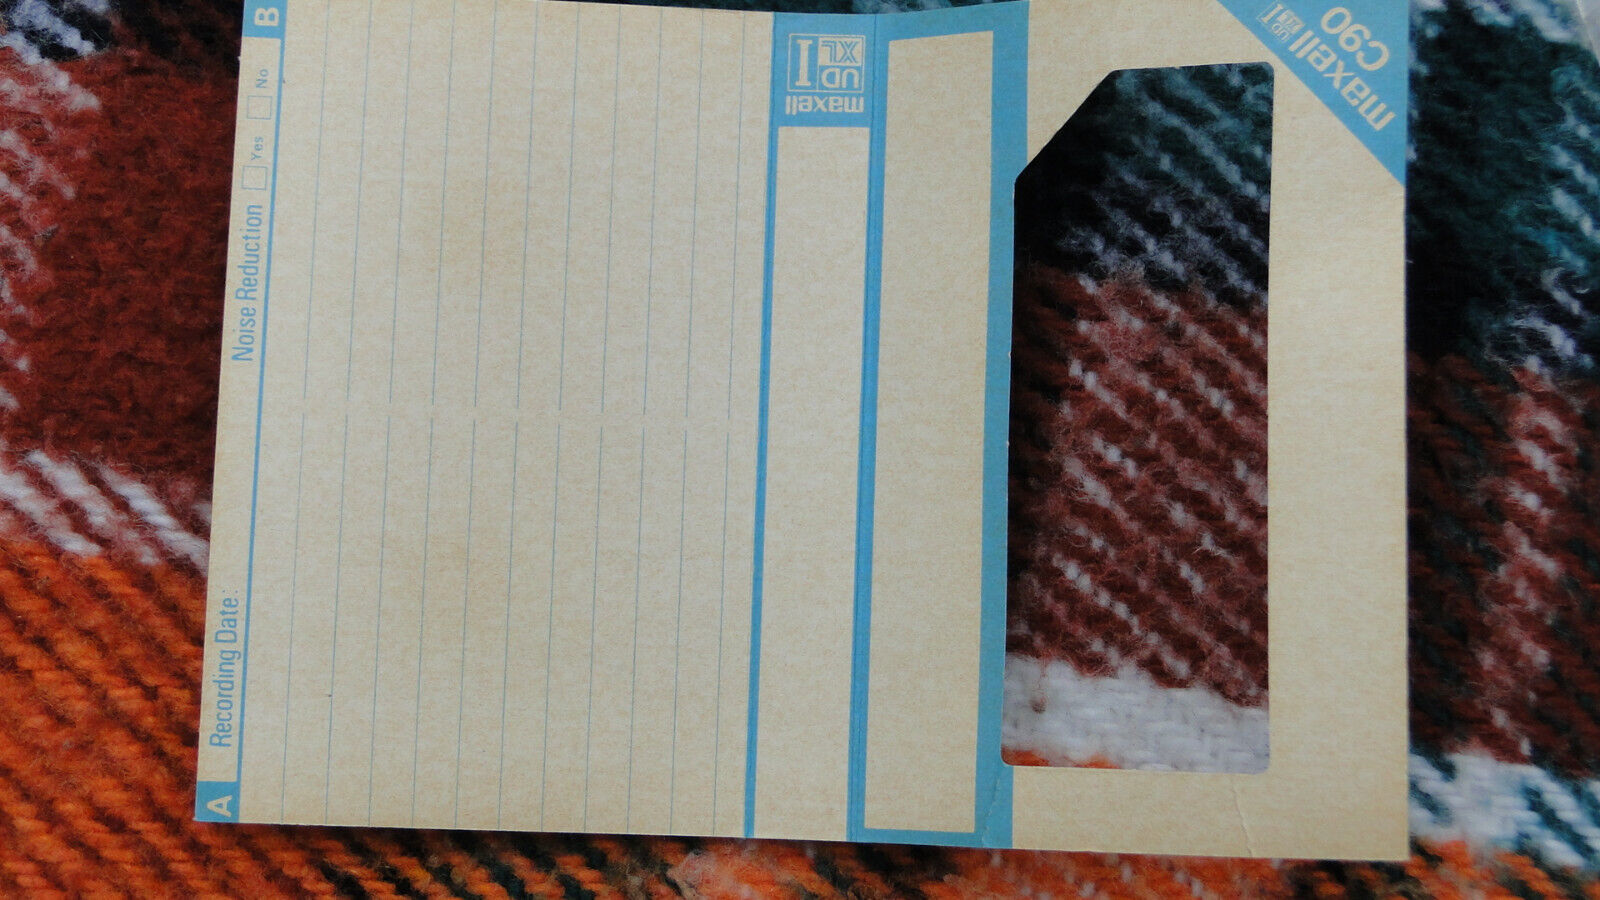 A Recording Date: Noise Reduction Yes No B
maxell
UD
XL I
maxell UD XL I
C90